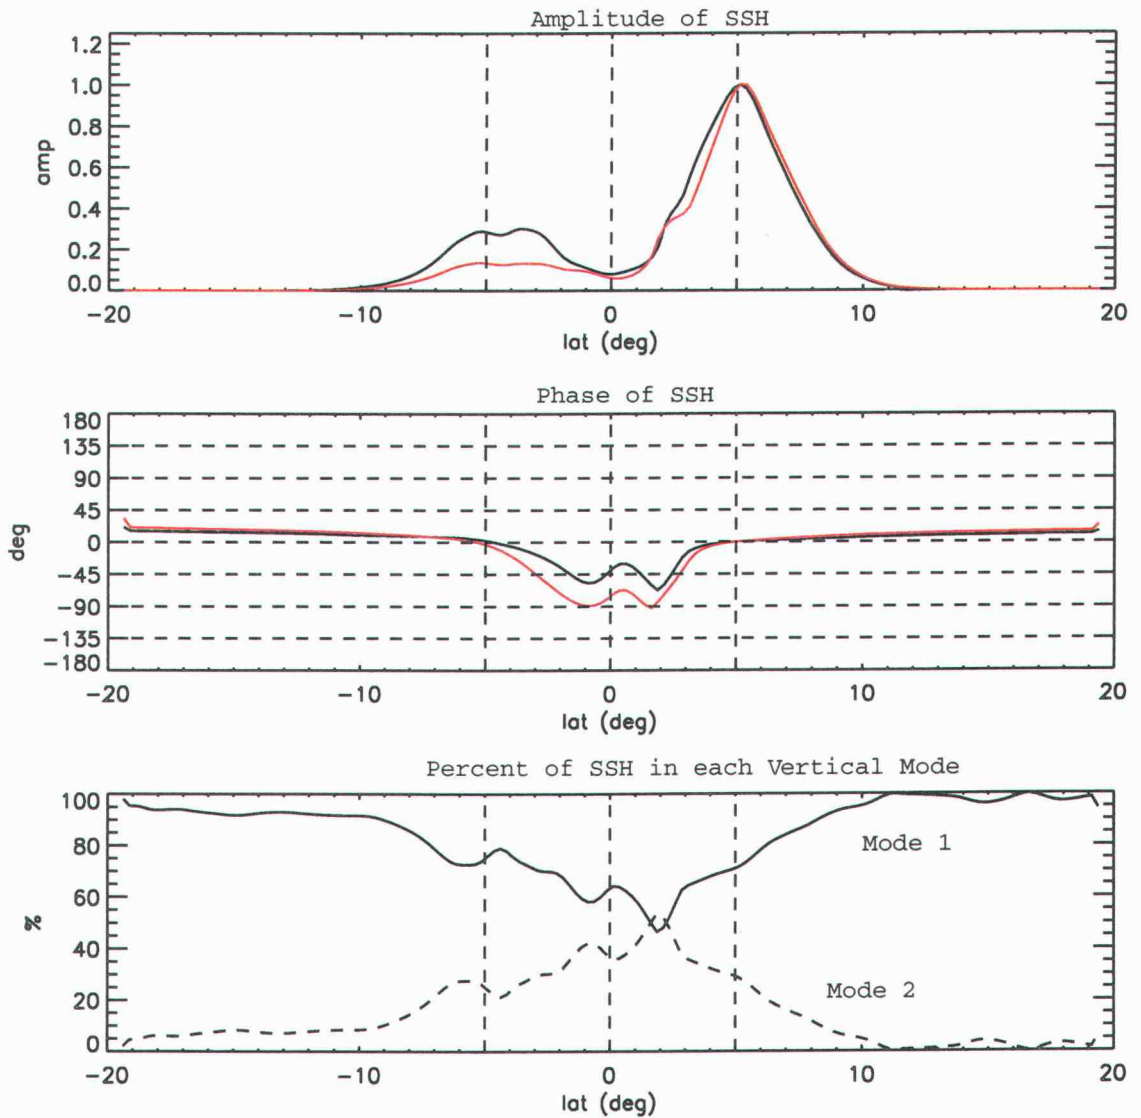 Amplitude of SSH
1.2
1.0
0.8
0.6
0.4
0.2
0.0
amp
-20 -10 0 10 20
lat (deg)
Phase of SSH
180
135
90
45
0
-45
-90
-135
-180
deg
-20 -10 0 10 20
lat (deg)
Percent of SSH in each Vertical Mode
100
80
60
40
20
0
%
Mode 1
Mode 2
-20 -10 0 10 20
lat (deg)